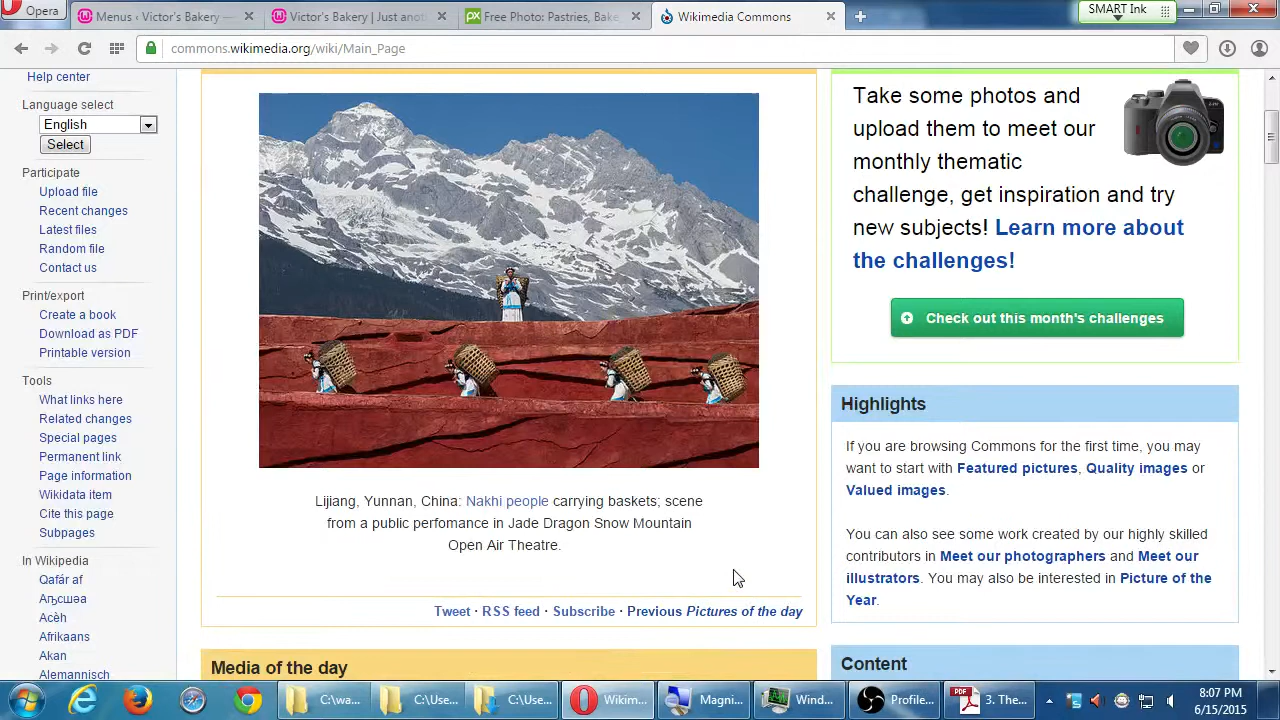 Opera
Menus ‹ Victor's Bakery —
Victor's Bakery | Just anot
Free Photo: Pastries, Bake
Wikimedia Commons
SMART Ink
commons.wikimedia.org/wiki/Main_Page
Help center
Language select
English
Select
Participate
Upload file
Recent changes
Latest files
Random file
Contact us
Print/export
Create a book
Download as PDF
Printable version
Tools
What links here
Related changes
Special pages
Permanent link
Page information
Wikidata item
Cite this page
Subpages
In Wikipedia
Qafár af
Аҧсшәа
Acèh
Afrikaans
Akan
Alemannisch
Lijiang, Yunnan, China: Nakhi people carrying baskets; scene
from a public perfomance in Jade Dragon Snow Mountain
Open Air Theatre.
Tweet · RSS feed · Subscribe · Previous Pictures of the day
Media of the day
Take some photos and
upload them to meet our
monthly thematic
challenge, get inspiration and try
new subjects! Learn more about
the challenges!
Check out this month's challenges
Highlights
If you are browsing Commons for the first time, you may
want to start with Featured pictures, Quality images or
Valued images.
You can also see some work created by our highly skilled
contributors in Meet our photographers and Meet our
illustrators. You may also be interested in Picture of the
Year.
Content
C:\wa...
C:\Use...
C:\Use...
Wikim...
Magni...
Wind...
Profile...
PDF
3. The...
8:07 PM
6/15/2015